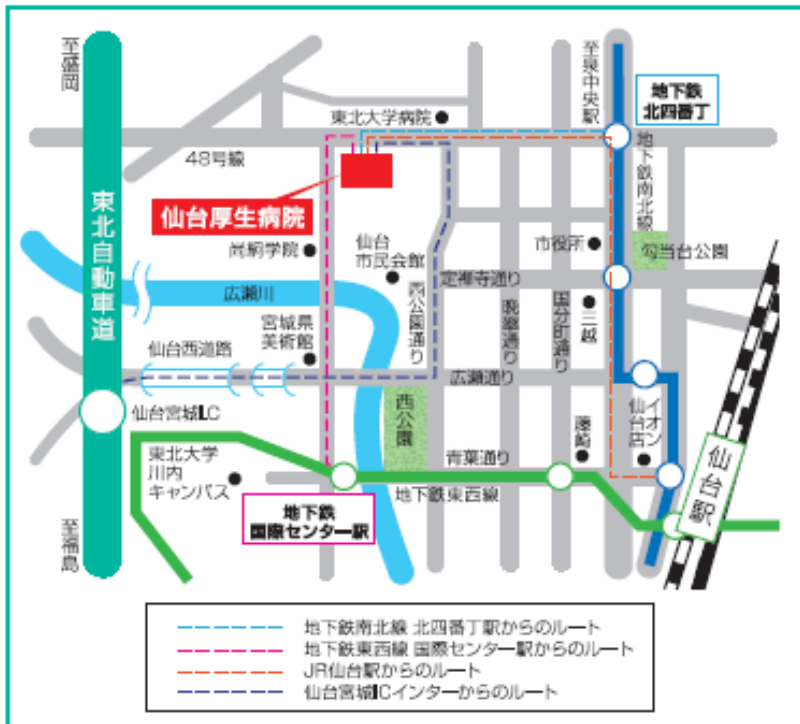 至盛岡
東北自動車道
至福島
48号線
東北大学病院
至泉中央駅
地下鉄
北四番丁
地下鉄南北線
仙台厚生病院
尚絅学院
仙台
市民会館
西公園通り
市役所
勾当台公園
定禅寺通り
広瀬川
宮城県
美術館
晩翠通り
国分町通り
三越
仙台西道路
広瀬通り
仙台宮城I.C
西公園
藤崎
イオン
仙台店
仙台駅
東北大学
川内
キャンパス
青葉通り
地下鉄東西線
地下鉄
国際センター駅
地下鉄南北線 北四番丁駅からのルート
地下鉄東西線 国際センター駅からのルート
JR仙台駅からのルート
仙台宮城ICインターからのルート